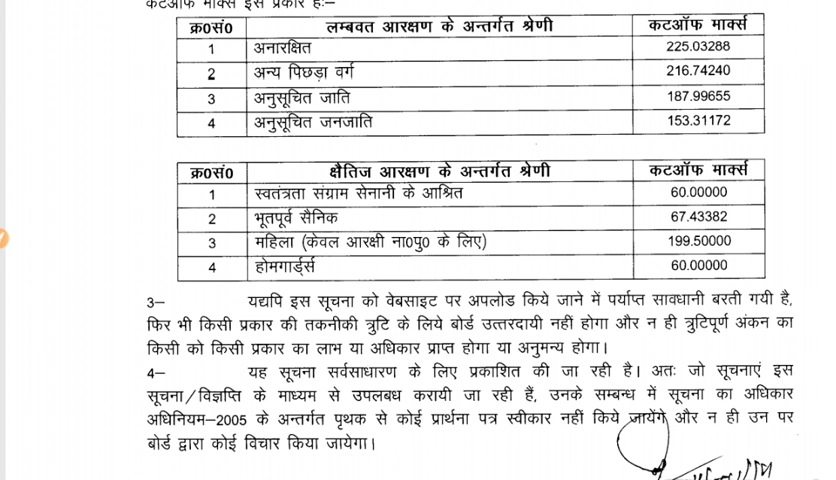 कटऑफ मार्क्स इस प्रकार हैः–
क्र0सं0 लम्बवत आरक्षण के अन्तर्गत श्रेणी कटऑफ मार्क्स
1 अनारक्षित 225.03288
2 अन्य पिछड़ा वर्ग 216.74240
3 अनुसूचित जाति 187.99655
4 अनुसूचित जनजाति 153.31172
क्र0सं0 क्षैतिज आरक्षण के अन्तर्गत श्रेणी कटऑफ मार्क्स
1 स्वतंत्रता संग्राम सेनानी के आश्रित 60.00000
2 भूतपूर्व सैनिक 67.43382
3 महिला (केवल आरक्षी ना0पु0 के लिए) 199.50000
4 होमगार्ड्स 60.00000
3– यद्यपि इस सूचना को वेबसाइट पर अपलोड किये जाने में पर्याप्त सावधानी बरती गयी है,
फिर भी किसी प्रकार की तकनीकी त्रुटि के लिये बोर्ड उत्तरदायी नहीं होगा और न ही त्रुटिपूर्ण अंकन का
किसी को किसी प्रकार का लाभ या अधिकार प्राप्त होगा या अनुमन्य होगा।
4– यह सूचना सर्वसाधारण के लिए प्रकाशित की जा रही है। अतः जो सूचनाएं इस
सूचना/विज्ञप्ति के माध्यम से उपलबध करायी जा रही हैं, उनके सम्बन्ध में सूचना का अधिकार
अधिनियम–2005 के अन्तर्गत पृथक से कोई प्रार्थना पत्र स्वीकार नहीं किये जायेंगे और न ही उन पर
बोर्ड द्वारा कोई विचार किया जायेगा।